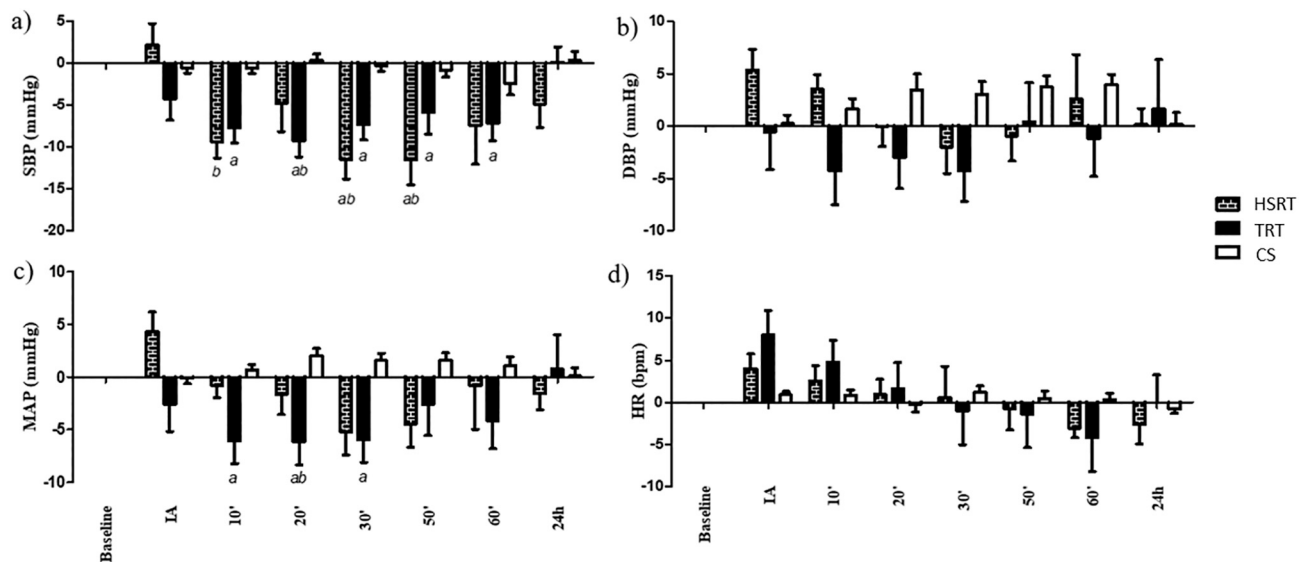 a)
5
0
-5
-10
-15
-20
SBP (mmHg)
b a
ab
ab a
ab a
a
b)
10
5
0
-5
-10
DBP (mmHg)
HSRT
TRT
CS
c)
10
5
0
-5
-10
MAP (mmHg)
a
ab
a
Baseline
IA
10'
20'
30'
50'
60'
24h
d)
15
10
5
0
-5
-10
HR (bpm)
Baseline
IA
10'
20'
30'
50'
60'
24h